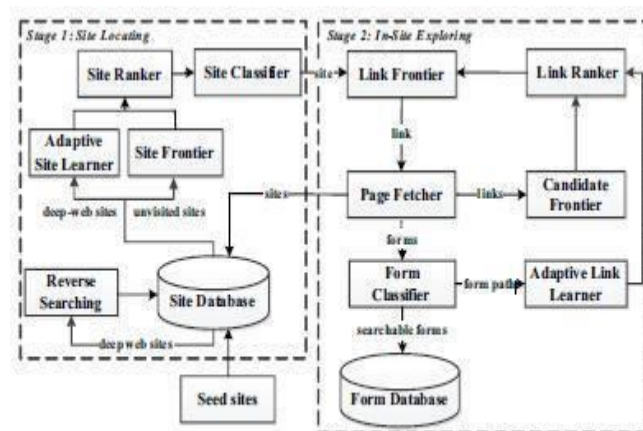 Stage 1: Site Locating
Site Ranker
Site Classifier
site
Adaptive
Site Learner
Site Frontier
deep-web sites
unvisited sites
sites
Reverse
Searching
Site Database
deep web sites
Seed sites
Stage 2: In-Site Exploring
Link Frontier
Link Ranker
link
Page Fetcher
links
Candidate
Frontier
forms
Form
Classifier
form path
Adaptive Link
Learner
searchable forms
Form Database